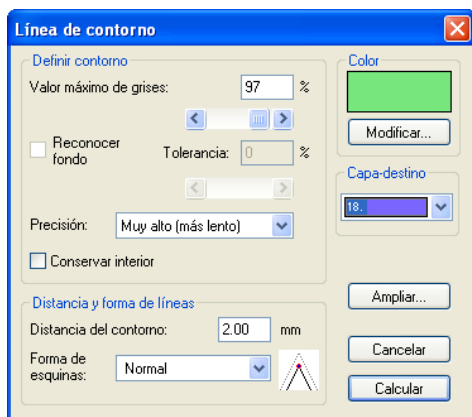 Línea de contorno
Definir contorno
Valor máximo de grises: 97 %
Reconocer fondo
Tolerancia: 0 %
Precisión: Muy alto (más lento)
Conservar interior
Distancia y forma de líneas
Distancia del contorno: 2.00 mm
Forma de esquinas: Normal
Color
Modificar...
Capa-destino
18.
Ampliar...
Cancelar
Calcular